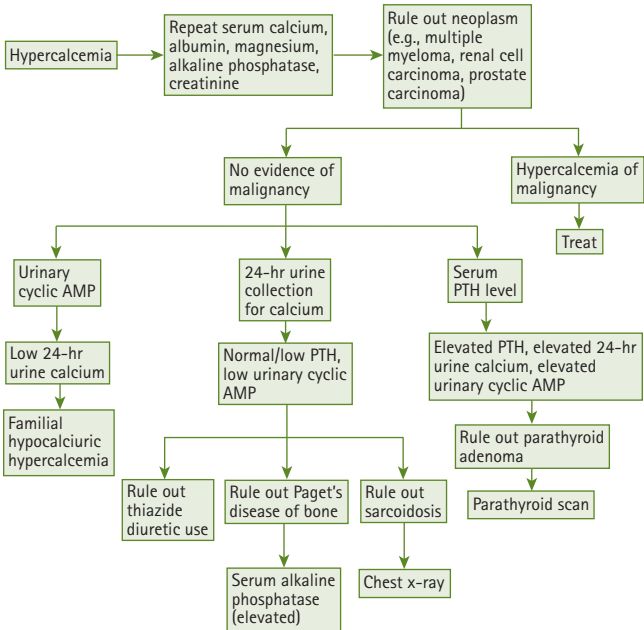 Hypercalcemia
Repeat serum calcium,
albumin, magnesium,
alkaline phosphatase,
creatinine
Rule out neoplasm
(e.g., multiple
myeloma, renal cell
carcinoma, prostate
carcinoma)
No evidence of
malignancy
Hypercalcemia of
malignancy
Treat
Urinary
cyclic AMP
24-hr urine
collection
for calcium
Serum
PTH level
Low 24-hr
urine calcium
Normal/low PTH,
low urinary cyclic
AMP
Elevated PTH, elevated 24-hr
urine calcium, elevated
urinary cyclic AMP
Familial
hypocalciuric
hypercalcemia
Rule out parathyroid
adenoma
Parathyroid scan
Rule out
thiazide
diuretic use
Rule out Paget's
disease of bone
Rule out
sarcoidosis
Serum alkaline
phosphatase
(elevated)
Chest x-ray